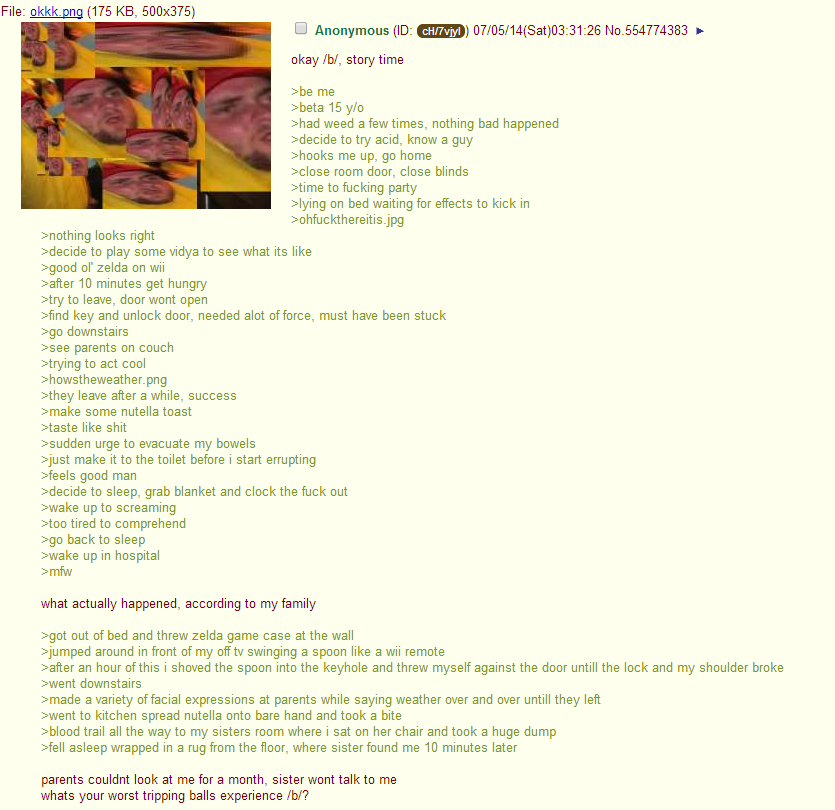 File: okkk.png (175 KB, 500x375)
Anonymous (ID: cH/7vjyI) 07/05/14(Sat)03:31:26 No.554774383 ►
okay /b/, story time
>be me
>beta 15 y/o
>had weed a few times, nothing bad happened
>decide to try acid, know a guy
>hooks me up, go home
>close room door, close blinds
>time to fucking party
>lying on bed waiting for effects to kick in
>ohfuckthereitis.jpg
>nothing looks right
>decide to play some vidya to see what its like
>good ol' zelda on wii
>after 10 minutes get hungry
>try to leave, door wont open
>find key and unlock door, needed alot of force, must have been stuck
>go downstairs
>see parents on couch
>trying to act cool
>howstheweather.png
>they leave after a while, success
>make some nutella toast
>taste like shit
>sudden urge to evacuate my bowels
>just make it to the toilet before i start errupting
>feels good man
>decide to sleep, grab blanket and clock the fuck out
>wake up to screaming
>too tired to comprehend
>go back to sleep
>wake up in hospital
>mfw
what actually happened, according to my family
>got out of bed and threw zelda game case at the wall
>jumped around in front of my off tv swinging a spoon like a wii remote
>after an hour of this i shoved the spoon into the keyhole and threw myself against the door untill the lock and my shoulder broke
>went downstairs
>made a variety of facial expressions at parents while saying weather over and over untill they left
>went to kitchen spread nutella onto bare hand and took a bite
>blood trail all the way to my sisters room where i sat on her chair and took a huge dump
>fell asleep wrapped in a rug from the floor, where sister found me 10 minutes later
parents couldnt look at me for a month, sister wont talk to me
whats your worst tripping balls experience /b/?